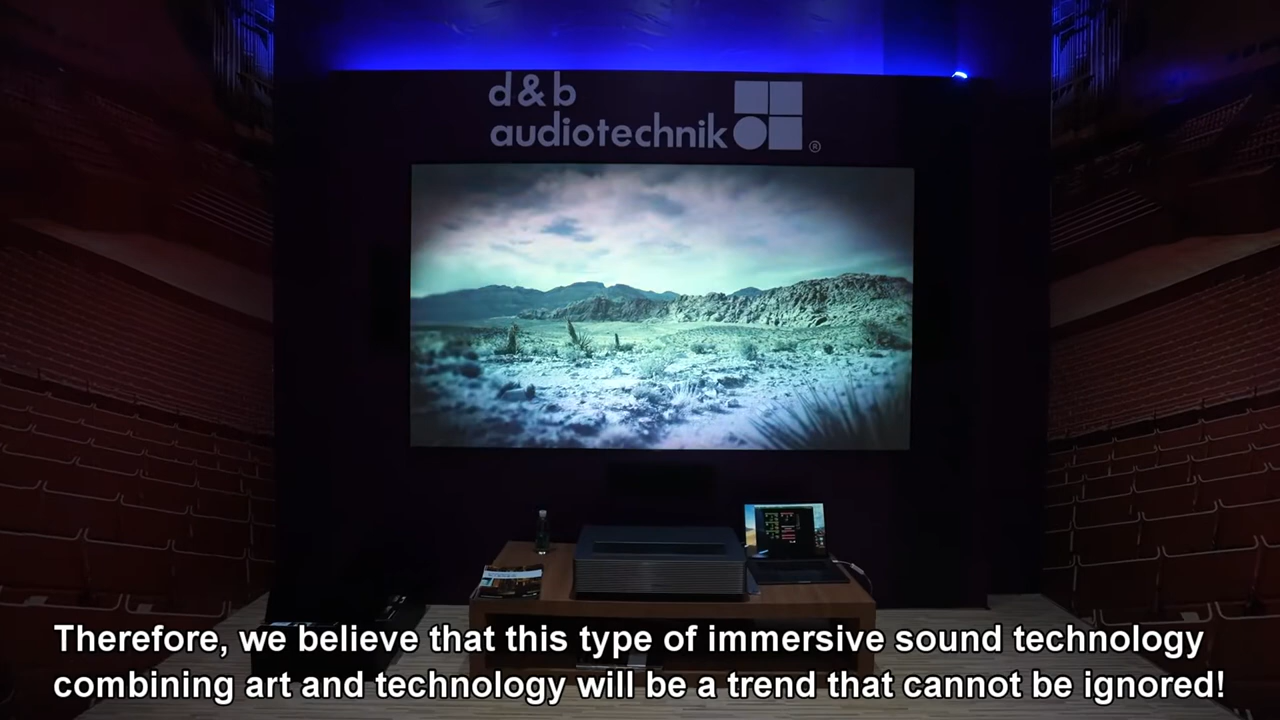 d&b
audiotechnik
®
Therefore, we believe that this type of immersive sound technology
combining art and technology will be a trend that cannot be ignored!